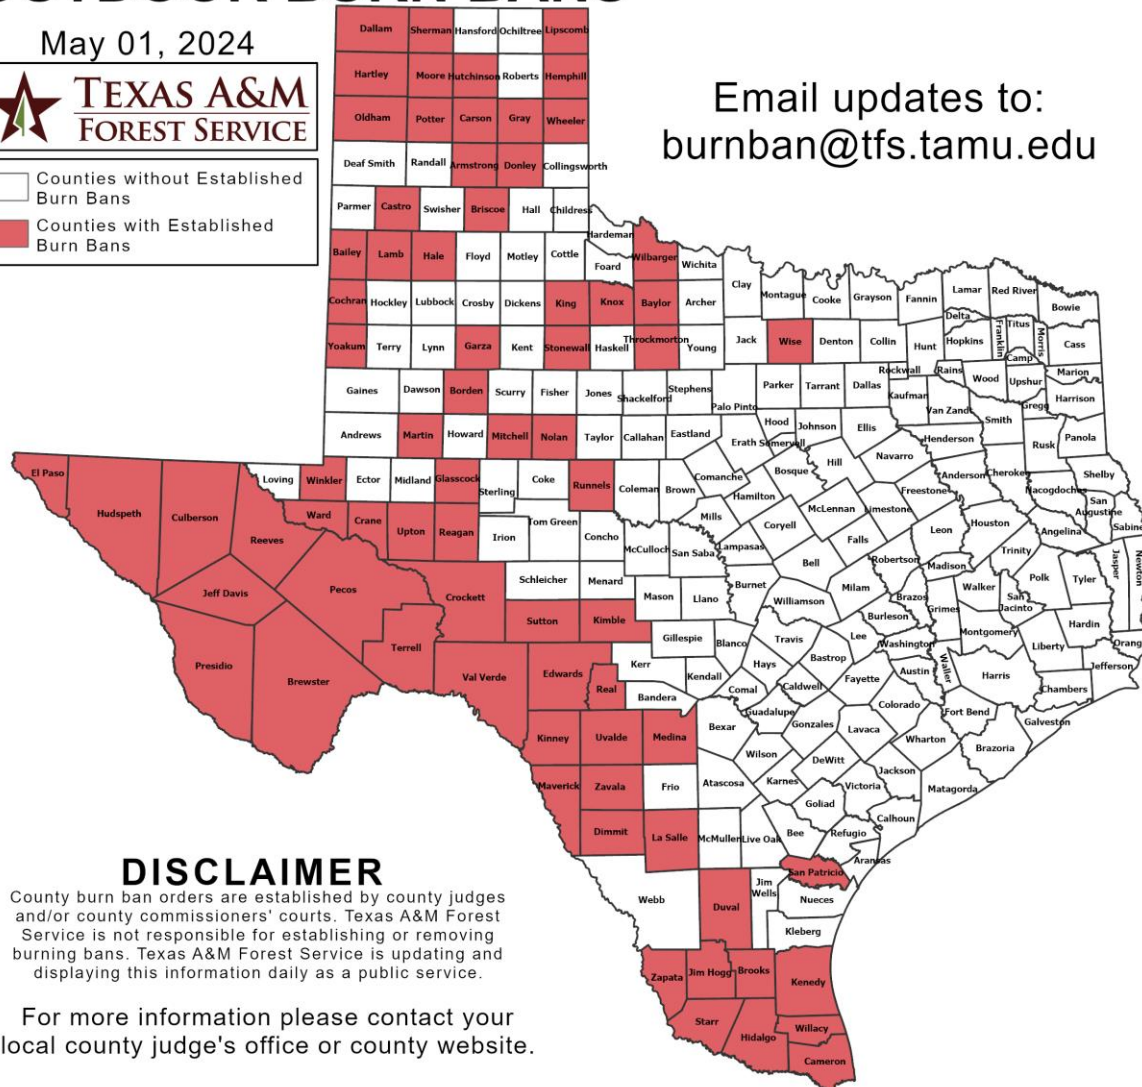 May 01, 2024
TEXAS A&M
FOREST SERVICE
Counties without Established
Burn Bans
Counties with Established
Burn Bans
Email updates to:
burnban@tfs.tamu.edu
Dallam Sherman Hansford Ochiltree Lipscomb
Hartley Moore Hutchinson Roberts Hemphill
Oldham Potter Carson Gray Wheeler
Deaf Smith Randall Armstrong Donley Collingsworth
Parmer Castro Swisher Briscoe Hall Childress
Hardeman
Bailey Lamb Hale Floyd Motley Cottle Foard Wilbarger Wichita
Clay Montague Cooke Grayson Fannin Lamar Red River Bowie
Cochran Hockley Lubbock Crosby Dickens King Knox Baylor Archer
Delta Franklin Titus Morris Cass
Yoakum Terry Lynn Garza Kent Stonewall Haskell Throckmorton Young Jack Wise Denton Collin Hunt Hopkins Camp
Rockwall Rains Wood Upshur Marion
Gaines Dawson Borden Scurry Fisher Jones Shackelford Stephens Palo Pinto Parker Tarrant Dallas Kaufman Van Zandt Gregg Harrison
Andrews Martin Howard Mitchell Nolan Taylor Callahan Eastland Erath Hood Somervell Johnson Ellis Henderson Smith Rusk Panola
El Paso Hudspeth Culberson Loving Winkler Ector Midland Glasscock Sterling Coke Runnels Coleman Brown Comanche Bosque Hill Navarro Anderson Cherokee Nacogdoches Shelby
Hamilton Freestone San Augustine Sabine
Reeves Ward Crane Upton Reagan Irion Tom Green Concho McCulloch San Saba Mills Lampasas Coryell McLennan Limestone Falls Leon Houston Angelina
Jeff Davis Pecos Crockett Schleicher Menard Mason Llano Burnet Bell Milam Robertson Madison Trinity Walker Polk Tyler Jasper Newton
Presidio Brewster Terrell Sutton Kimble Gillespie Blanco Williamson Travis Burleson Brazos Grimes San Jacinto Montgomery Hardin
Val Verde Edwards Real Kerr Kendall Bandera Hays Comal Caldwell Bastrop Lee Fayette Washington Austin Waller Harris Liberty Orange Jefferson Chambers
Kinney Uvalde Medina Bexar Guadalupe Gonzales Lavaca Colorado Fort Bend Wharton Brazoria Galveston
Maverick Zavala Frio Atascosa Wilson Karnes DeWitt Victoria Jackson Matagorda
Dimmit La Salle McMullen Live Oak Bee Goliad Refugio Calhoun Aransas
Webb Duval Jim Wells San Patricio Nueces Kleberg
Zapata Jim Hogg Brooks Kenedy
Starr Hidalgo Willacy Cameron
DISCLAIMER
County burn ban orders are established by county judges
and/or county commissioners' courts. Texas A&M Forest
Service is not responsible for establishing or removing
burning bans. Texas A&M Forest Service is updating and
displaying this information daily as a public service.
For more information please contact your
local county judge's office or county website.